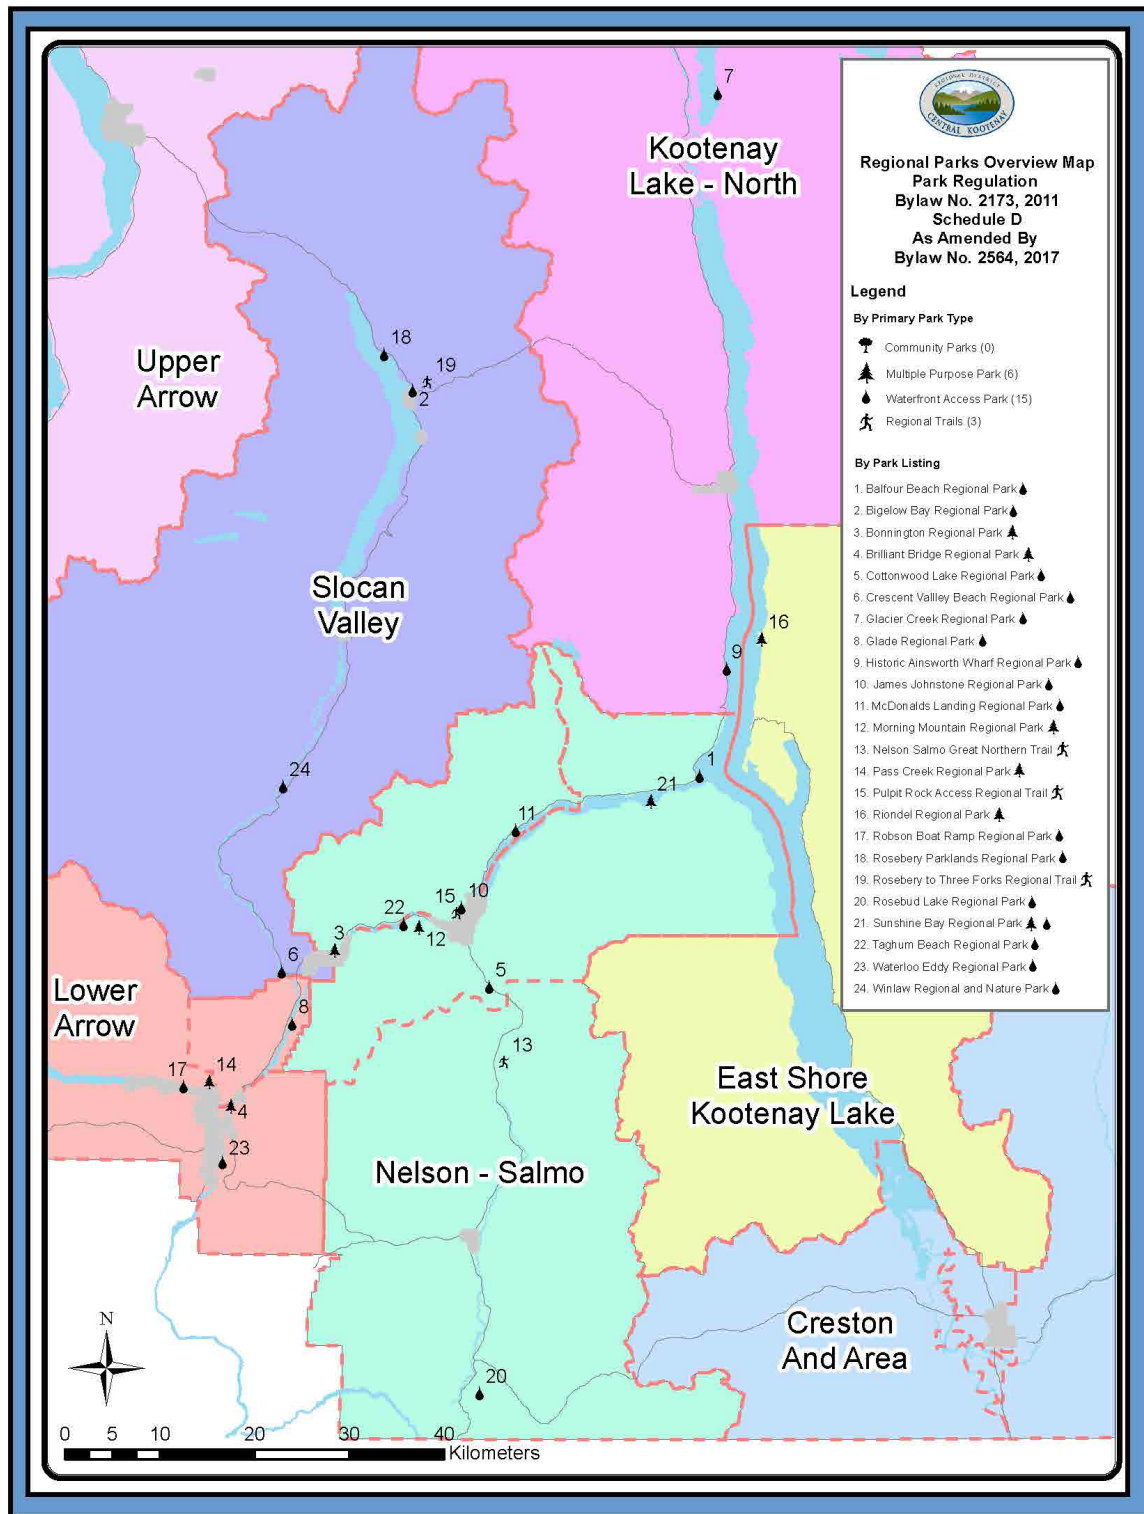 7
Kootenay
Lake - North
REGIONAL DISTRICT
CENTRAL KOOTENAY
Regional Parks Overview Map
Park Regulation
Bylaw No. 2173, 2011
Schedule D
As Amended By
Bylaw No. 2564, 2017
Legend
By Primary Park Type
Community Parks (0)
Multiple Purpose Park (6)
Waterfront Access Park (15)
Regional Trails (3)
By Park Listing
1. Balfour Beach Regional Park
2. Bigelow Bay Regional Park
3. Bonnington Regional Park
4. Brilliant Bridge Regional Park
5. Cottonwood Lake Regional Park
6. Crescent Vallley Beach Regional Park
7. Glacier Creek Regional Park
8. Glade Regional Park
9. Historic Ainsworth Wharf Regional Park
10. James Johnstone Regional Park
11. McDonalds Landing Regional Park
12. Morning Mountain Regional Park
13. Nelson Salmo Great Northern Trail
14. Pass Creek Regional Park
15. Pulpit Rock Access Regional Trail
16. Riondel Regional Park
17. Robson Boat Ramp Regional Park
18. Rosebery Parklands Regional Park
19. Rosebery to Three Forks Regional Trail
20. Rosebud Lake Regional Park
21. Sunshine Bay Regional Park
22. Taghum Beach Regional Park
23. Waterloo Eddy Regional Park
24. Winlaw Regional and Nature Park
18
19
2
Upper
Arrow
Slocan
Valley
16
9
24
1
21
11
15
10
22
12
3
6
5
Lower
Arrow
8
13
17
14
4
East Shore
Kootenay Lake
23
Nelson - Salmo
N
Creston
And Area
20
0 5 10 20 30 40
Kilometers